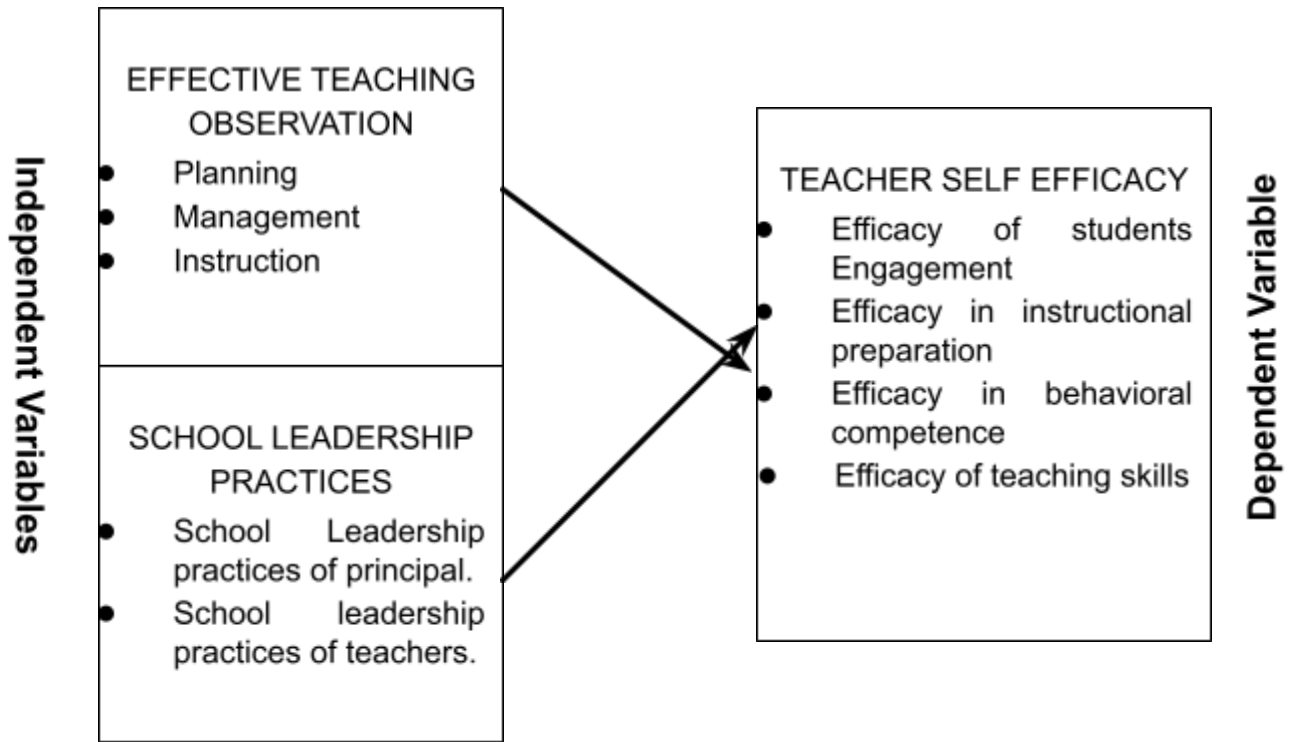 Independent Variables
EFFECTIVE TEACHING
OBSERVATION
● Planning
● Management
● Instruction
SCHOOL LEADERSHIP
PRACTICES
● School Leadership
practices of principal.
● School leadership
practices of teachers.
TEACHER SELF EFFICACY
● Efficacy of students
Engagement
● Efficacy in instructional
preparation
● Efficacy in behavioral
competence
● Efficacy of teaching skills
Dependent Variable